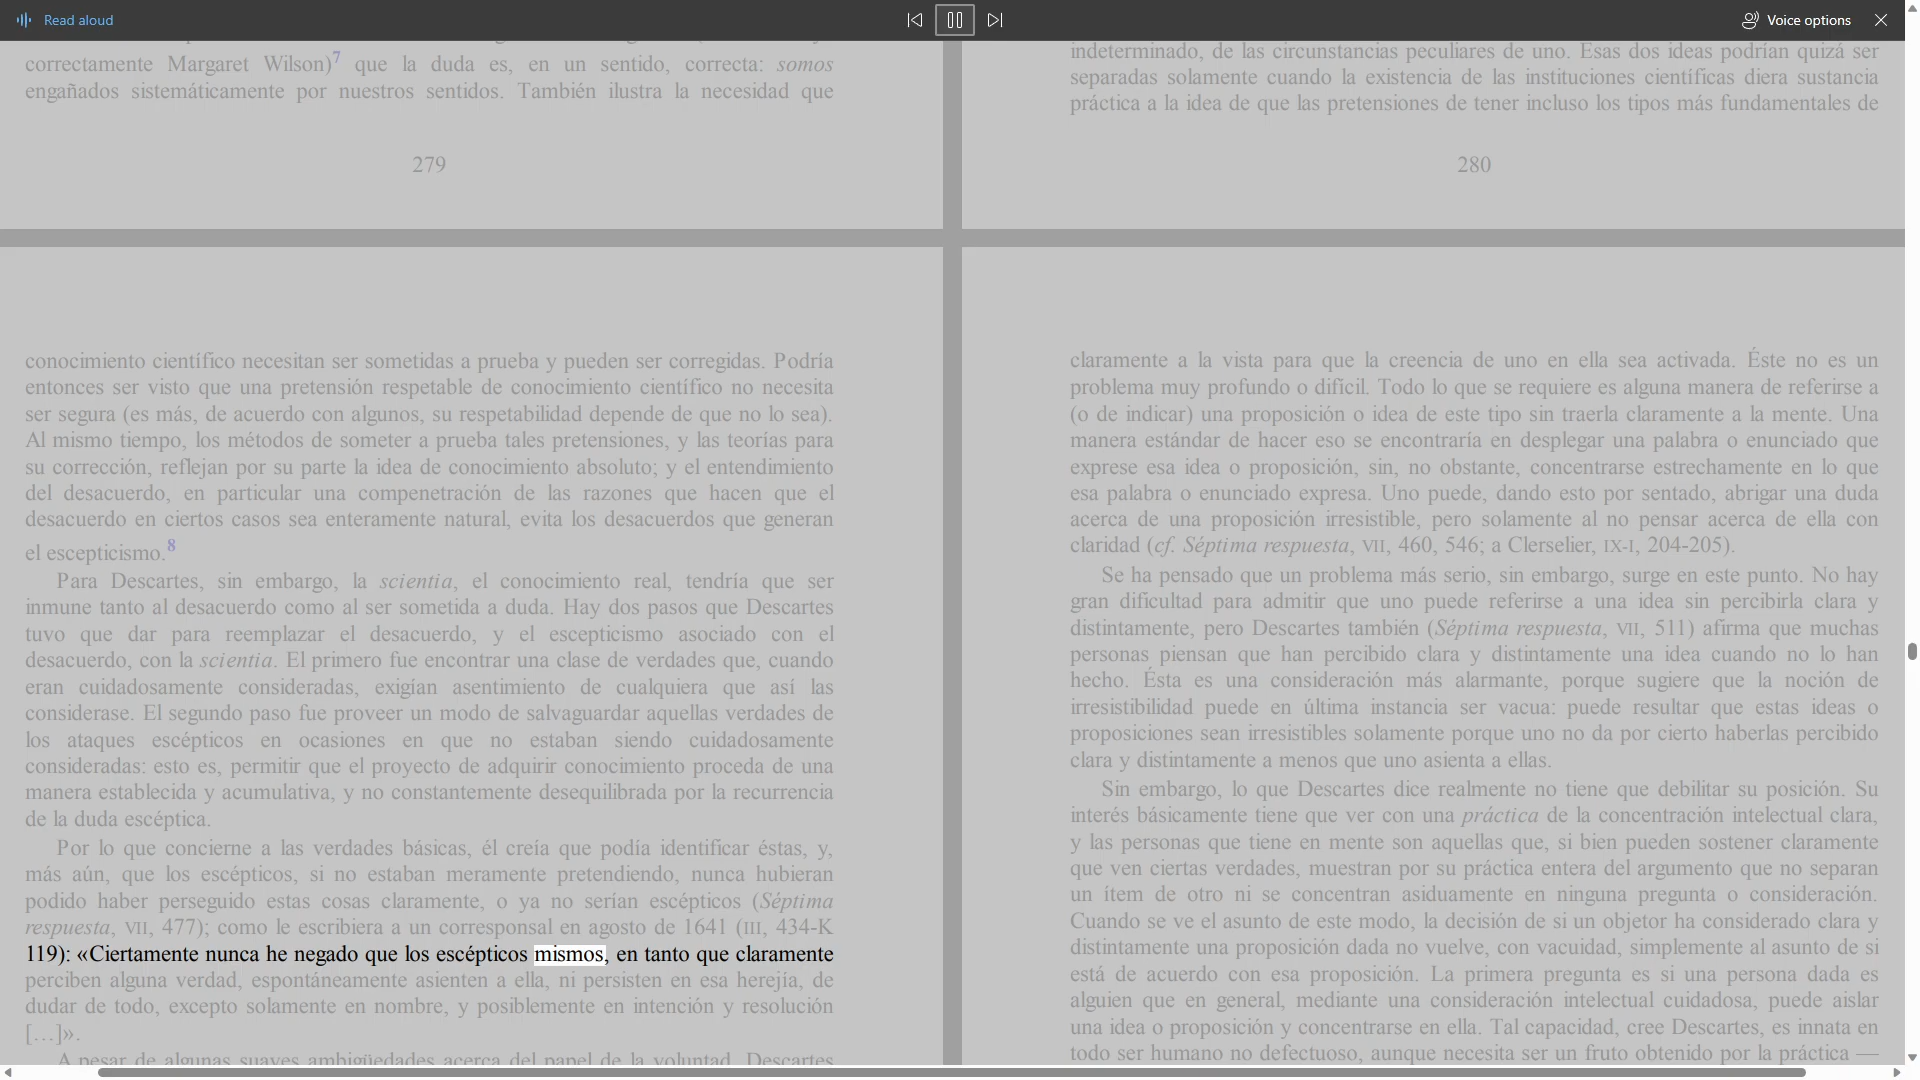 Read aloud
Voice options
correctamente Margaret Wilson)7 que la duda es, en un sentido, correcta: somos
engañados sistemáticamente por nuestros sentidos. También ilustra la necesidad que
279
indeterminado, de las circunstancias peculiares de uno. Esas dos ideas podrían quizá ser
separadas solamente cuando la existencia de las instituciones científicas diera sustancia
práctica a la idea de que las pretensiones de tener incluso los tipos más fundamentales de
280
conocimiento científico necesitan ser sometidas a prueba y pueden ser corregidas. Podría
entonces ser visto que una pretensión respetable de conocimiento científico no necesita
ser segura (es más, de acuerdo con algunos, su respetabilidad depende de que no lo sea).
Al mismo tiempo, los métodos de someter a prueba tales pretensiones, y las teorías para
su corrección, reflejan por su parte la idea de conocimiento absoluto; y el entendimiento
del desacuerdo, en particular una compenetración de las razones que hacen que el
desacuerdo en ciertos casos sea enteramente natural, evita los desacuerdos que generan
el escepticismo.8
Para Descartes, sin embargo, la scientia, el conocimiento real, tendría que ser
inmune tanto al desacuerdo como al ser sometida a duda. Hay dos pasos que Descartes
tuvo que dar para reemplazar el desacuerdo, y el escepticismo asociado con el
desacuerdo, con la scientia. El primero fue encontrar una clase de verdades que, cuando
eran cuidadosamente consideradas, exigían asentimiento de cualquiera que así las
considerase. El segundo paso fue proveer un modo de salvaguardar aquellas verdades de
los ataques escépticos en ocasiones en que no estaban siendo cuidadosamente
consideradas: esto es, permitir que el proyecto de adquirir conocimiento proceda de una
manera establecida y acumulativa, y no constantemente desequilibrada por la recurrencia
de la duda escéptica.
Por lo que concierne a las verdades básicas, él creía que podía identificar éstas, y,
más aún, que los escépticos, si no estaban meramente pretendiendo, nunca hubieran
podido haber perseguido estas cosas claramente, o ya no serían escépticos (Séptima
respuesta, VII, 477); como le escribiera a un corresponsal en agosto de 1641 (III, 434-K
119): «Ciertamente nunca he negado que los escépticos mismos, en tanto que claramente
perciben alguna verdad, espontáneamente asienten a ella, ni persisten en esa herejía, de
dudar de todo, excepto solamente en nombre, y posiblemente en intención y resolución
[…]».
A pesar de algunas suaves ambigüedades acerca del papel de la voluntad, Descartes
claramente a la vista para que la creencia de uno en ella sea activada. Éste no es un
problema muy profundo o difícil. Todo lo que se requiere es alguna manera de referirse a
(o de indicar) una proposición o idea de este tipo sin traerla claramente a la mente. Una
manera estándar de hacer eso se encontraría en desplegar una palabra o enunciado que
exprese esa idea o proposición, sin, no obstante, concentrarse estrechamente en lo que
esa palabra o enunciado expresa. Uno puede, dando esto por sentado, abrigar una duda
acerca de una proposición irresistible, pero solamente al no pensar acerca de ella con
claridad (cf. Séptima respuesta, VII, 460, 546; a Clerselier, IX-I, 204-205).
Se ha pensado que un problema más serio, sin embargo, surge en este punto. No hay
gran dificultad para admitir que uno puede referirse a una idea sin percibirla clara y
distintamente, pero Descartes también (Séptima respuesta, VII, 511) afirma que muchas
personas piensan que han percibido clara y distintamente una idea cuando no lo han
hecho. Ésta es una consideración más alarmante, porque sugiere que la noción de
irresistibilidad puede en última instancia ser vacua: puede resultar que estas ideas o
proposiciones sean irresistibles solamente porque uno no da por cierto haberlas percibido
clara y distintamente a menos que uno asienta a ellas.
Sin embargo, lo que Descartes dice realmente no tiene que debilitar su posición. Su
interés básicamente tiene que ver con una práctica de la concentración intelectual clara,
y las personas que tiene en mente son aquellas que, si bien pueden sostener claramente
que ven ciertas verdades, muestran por su práctica entera del argumento que no separan
un ítem de otro ni se concentran asiduamente en ninguna pregunta o consideración.
Cuando se ve el asunto de este modo, la decisión de si un objetor ha considerado clara y
distintamente una proposición dada no vuelve, con vacuidad, simplemente al asunto de si
está de acuerdo con esa proposición. La primera pregunta es si una persona dada es
alguien que en general, mediante una consideración intelectual cuidadosa, puede aislar
una idea o proposición y concentrarse en ella. Tal capacidad, cree Descartes, es innata en
todo ser humano no defectuoso, aunque necesita ser un fruto obtenido por la práctica —